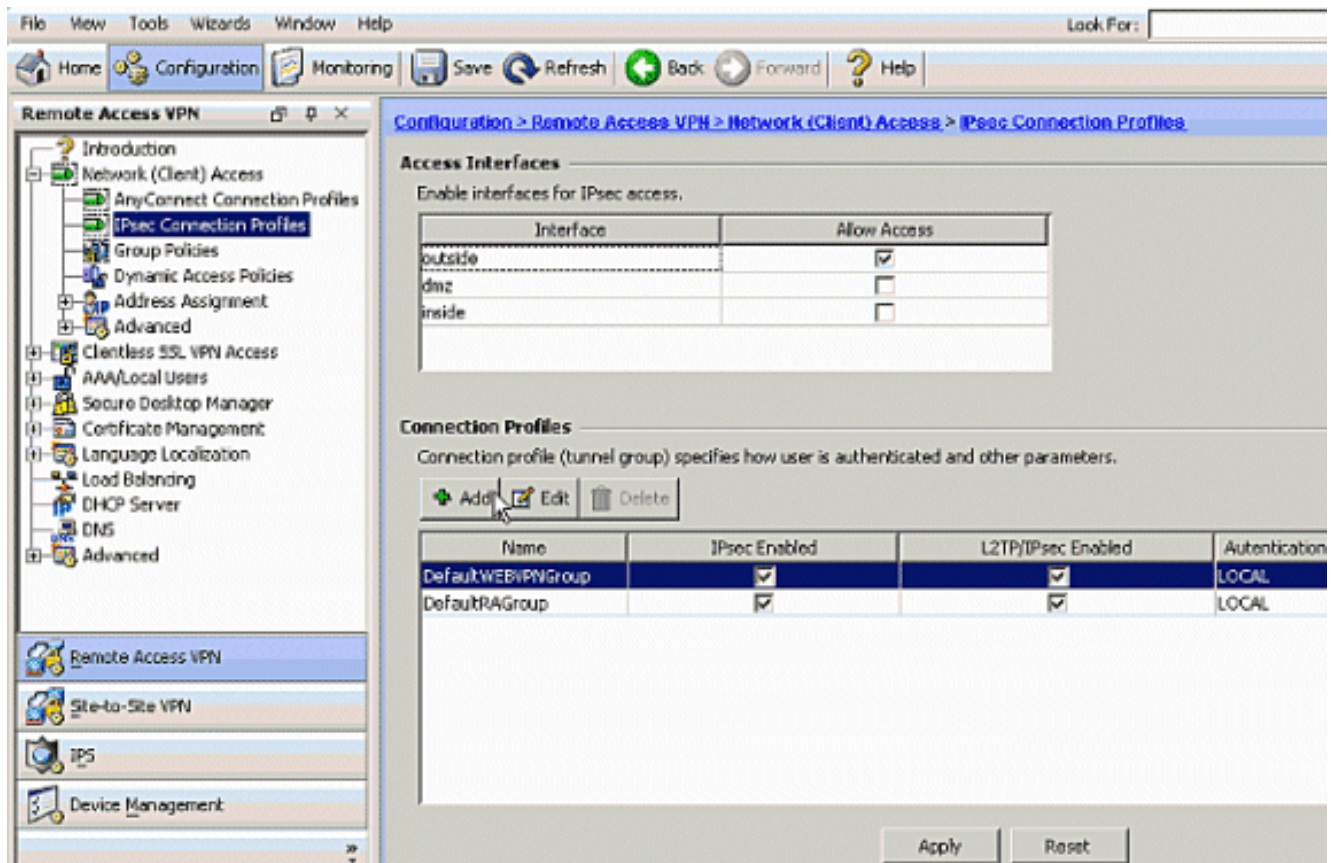 File View Tools Wizards Window Help Look For:
Home Configuration Monitoring Save Refresh Back Forward Help
Remote Access VPN
Introduction
Network (Client) Access
AnyConnect Connection Profiles
IPsec Connection Profiles
Group Policies
Dynamic Access Policies
Address Assignment
Advanced
Clientless SSL VPN Access
AAA/Local Users
Secure Desktop Manager
Certificate Management
Language Localization
Load Balancing
DHCP Server
DNS
Advanced
Remote Access VPN
Site-to-Site VPN
IPS
Device Management
Configuration > Remote Access VPN > Network (Client) Access > IPsec Connection Profiles
Access Interfaces
Enable interfaces for IPsec access.
Interface Allow Access
outside
dmz
inside
Connection Profiles
Connection profile (tunnel group) specifies how user is authenticated and other parameters.
Add Edit Delete
Name IPsec Enabled L2TP/IPsec Enabled Autentication
DefaultWEBVPNGroup LOCAL
DefaultRAGroup LOCAL
Apply Reset